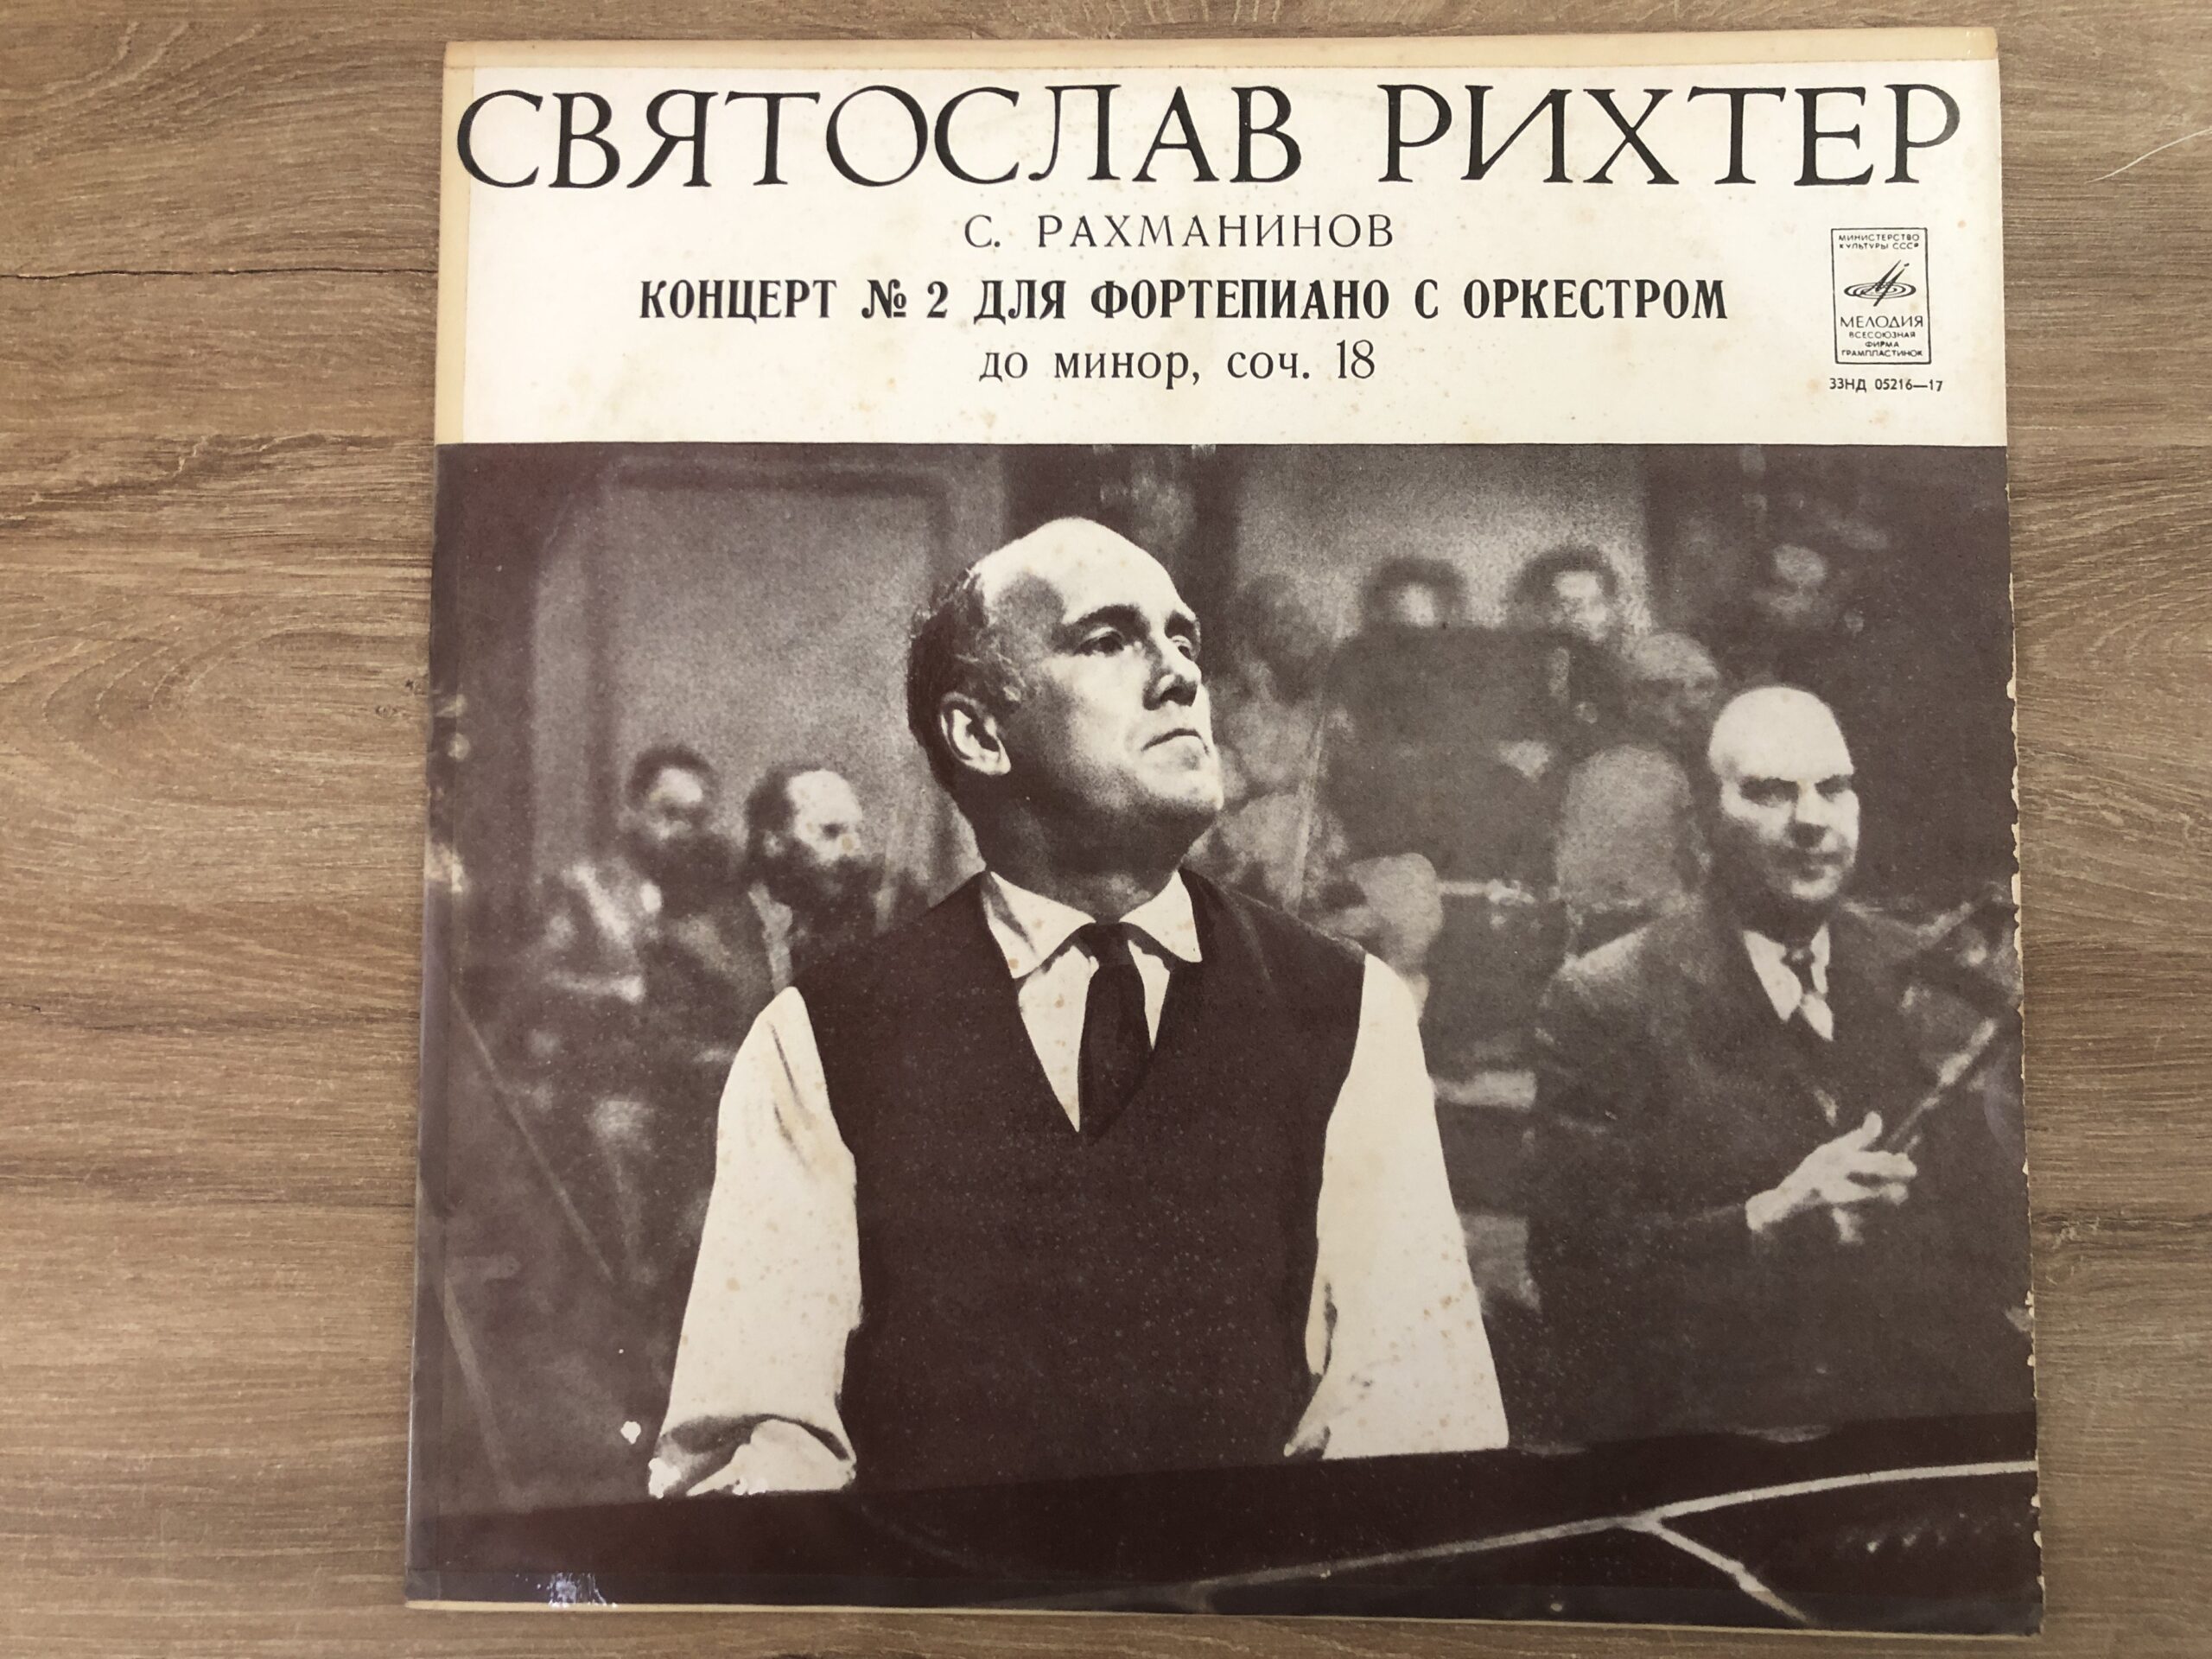 СВЯТОСЛАВ РИХТЕР
С. РАХМАНИНОВ
КОНЦЕРТ № 2 ДЛЯ ФОРТЕПИАНО С ОРКЕСТРОМ
до минор, соч. 18
МИНИСТЕРСТВО
КУЛЬТУРЫ СССР
МЕЛОДИЯ
ВСЕСОЮЗНАЯ
ФИРМА
ГРАМПЛАСТИНОК
33НД 05216—17